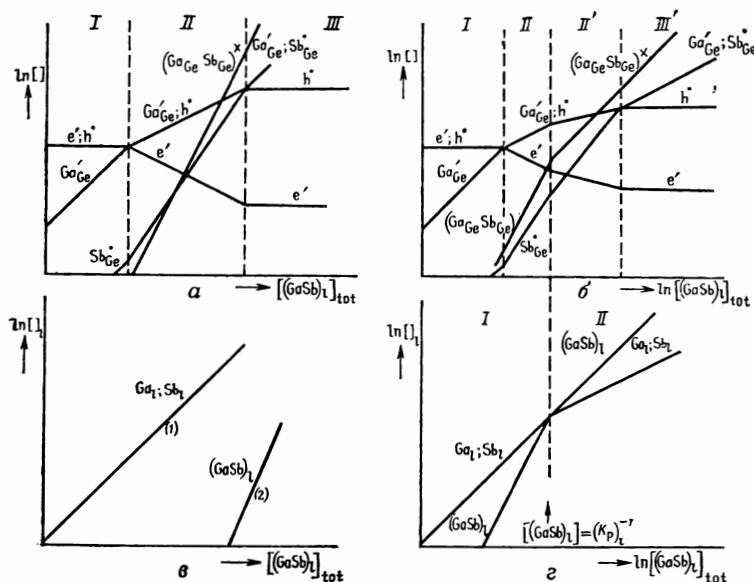 I II III
ln[]
(Ga_Ge Sb_Ge)^x
Ga'_Ge; Sb•_Ge
Ga'_Ge; h•
h•
e'; h•
e'
Ga'_Ge
e'
Sb•_Ge
а
[(GaSb)_l]_tot
I II II' III'
ln[]
(Ga_Ge Sb_Ge)^x
Ga'_Ge; Sb•_Ge
Ga'_Ge; h•
h•'
e'; h•
e'
Ga'_Ge
e'
(Ga_Ge Sb_Ge)
Sb•_Ge
б
ln[(GaSb)_l]_tot
ln[]_l
Ga_l; Sb_l
(1)
(GaSb)_l
(2)
в
[(GaSb)_l]_tot
I II
ln[]_l
(GaSb)_l
Ga_l; Sb_l
Ga_l; Sb_l
(GaSb)_l
[(GaSb)_l]=(K_P)_l^-1
г
ln[(GaSb)_l]_tot